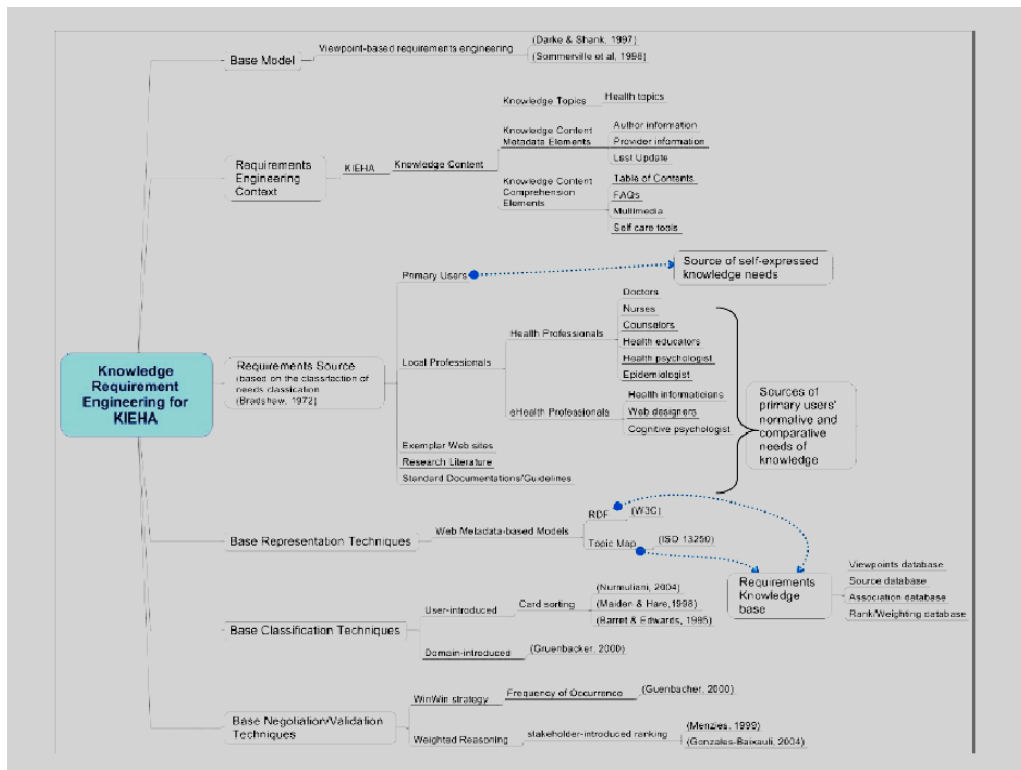 Base Model
Viewpoint-based requirements engineering
(Darke & Shank, 1997)
(Sommerville et al, 1998)
Requirements
Engineering
Context
KIEHA
Knowledge Content
Knowledge Topics
Health topics
Knowledge Content
Metadata Elements
Author information
Provider information
Last Update
Knowledge Content
Comprehension
Elements
Table of Contents
FAQs
Multimedia
Self care tools
Knowledge
Requirement
Engineering for
KIEHA
Requirements Source
(based on the classifaction of
needs classication
(Bradshaw, 1972)
Primary Users
Source of self-expressed
knowledge needs
Local Professionals
Health Professionals
Doctors
Nurses
Counselors
Health educators
Health psychologist
Epidemiologist
eHealth Professionals
Health informaticians
Web designers
Cognitive psychologist
Exemplar Web sites
Research Literature
Standard Documentations/Guidelines
Sources of
primary users'
normative and
comparative
needs of
knowledge
Base Representation Techniques
Web Metadata-based Models
RDF
(W3C)
Topic Map
(ISO 13250)
Requirements
Knowledge
base
Viewpoints database
Source database
Association database
Rank/Weighting database
Base Classification Techniques
User-introduced
Card sorting
(Nurmuliani, 2004)
(Maiden & Hare,1998)
(Barret & Edwards, 1995)
Domain-introduced
(Gruenbacker, 2000)
Base Negotiation/Validation
Techniques
WinWin strategy
Frequency of Occurrence
(Guenbacher, 2000)
Weighted Reasoning
stakeholder-introduced ranking
(Menzies, 1999)
(Gonzales-Baixauli, 2004)